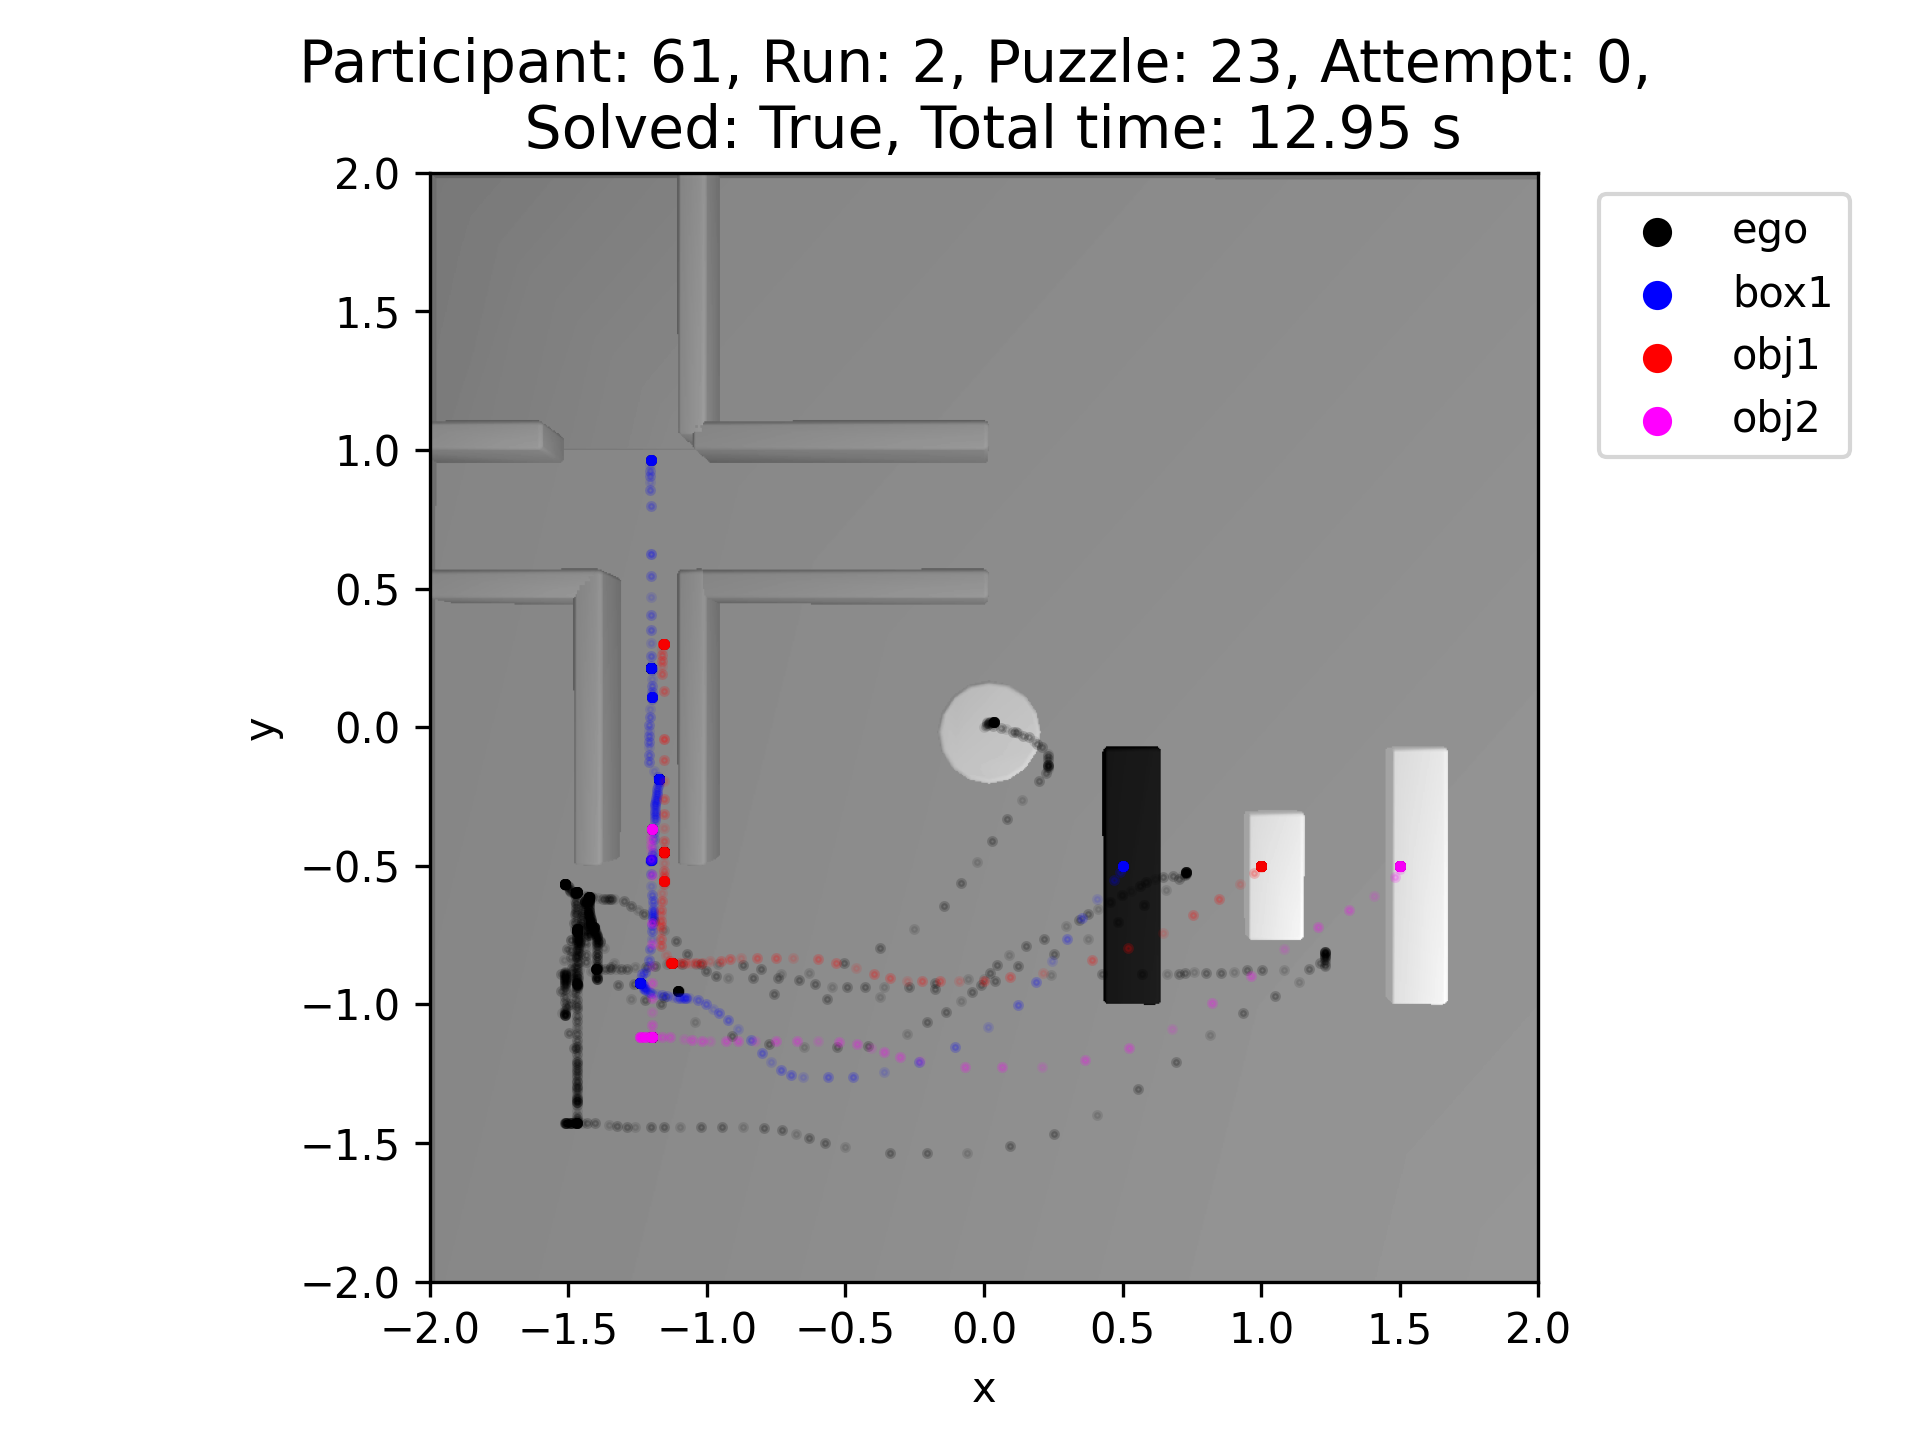 Participant: 61, Run: 2, Puzzle: 23, Attempt: 0,
Solved: True, Total time: 12.95 s
ego
box1
obj1
obj2
2.0
1.5
1.0
0.5
0.0
−0.5
−1.0
−1.5
−2.0
y
−2.0 −1.5 −1.0 −0.5 0.0 0.5 1.0 1.5 2.0
x